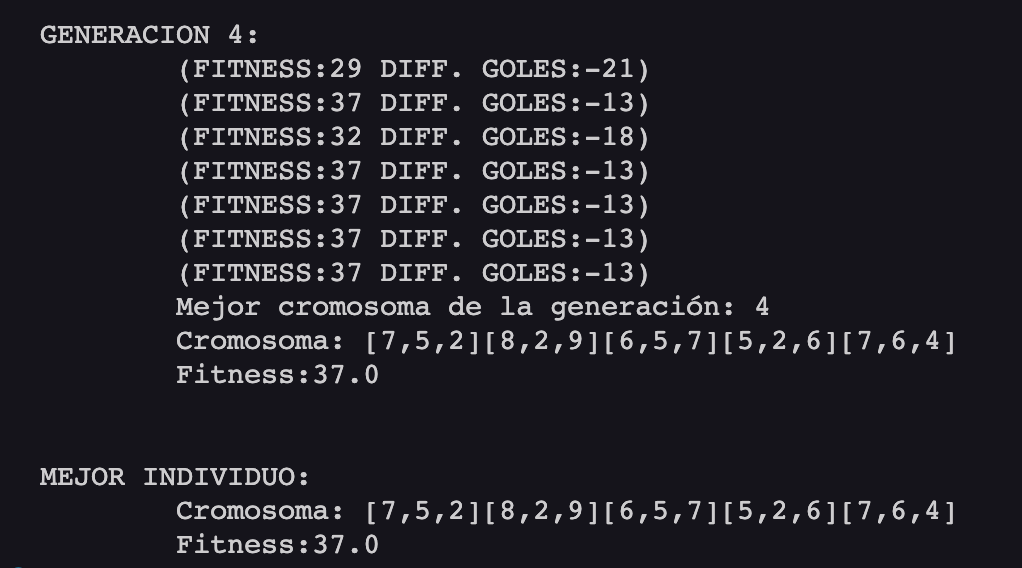 GENERACION 4:
(FITNESS:29 DIFF. GOLES:-21)
(FITNESS:37 DIFF. GOLES:-13)
(FITNESS:32 DIFF. GOLES:-18)
(FITNESS:37 DIFF. GOLES:-13)
(FITNESS:37 DIFF. GOLES:-13)
(FITNESS:37 DIFF. GOLES:-13)
(FITNESS:37 DIFF. GOLES:-13)
Mejor cromosoma de la generación: 4
Cromosoma: [7,5,2][8,2,9][6,5,7][5,2,6][7,6,4]
Fitness:37.0
MEJOR INDIVIDUO:
Cromosoma: [7,5,2][8,2,9][6,5,7][5,2,6][7,6,4]
Fitness:37.0